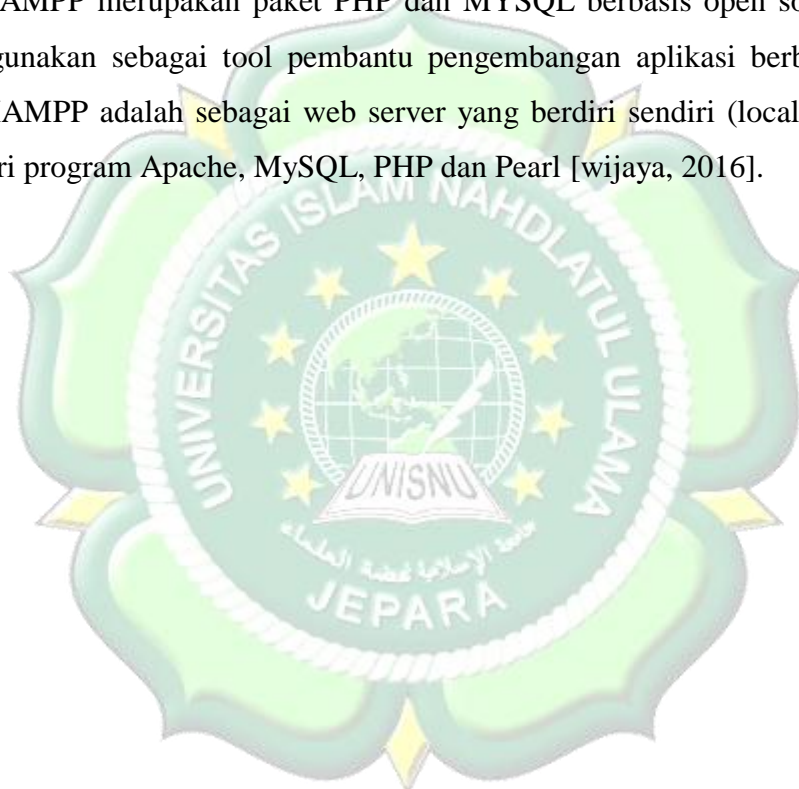 AMPP merupakan paket PHP dan MYSQL berbasis open so
gunakan sebagai tool pembantu pengembangan aplikasi berb
AMPP adalah sebagai web server yang berdiri sendiri (local
ri program Apache, MySQL, PHP dan Pearl [wijaya, 2016].
UNIVERSITAS ISLAM NAHDLATUL ULAMA
UNISNU
JEPARA